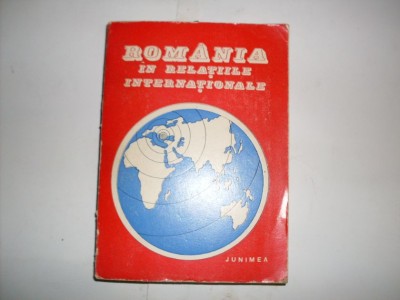 ROMÂNIA
ÎN RELAȚIILE
INTERNAȚIONALE
JUNIMEA